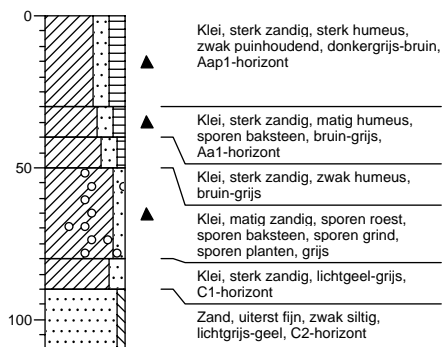 0
Klei, sterk zandig, sterk humeus,
zwak puinhoudend, donkergrijs-bruin,
Aap1-horizont
Klei, sterk zandig, matig humeus,
sporen baksteen, bruin-grijs,
Aa1-horizont
50
Klei, sterk zandig, zwak humeus,
bruin-grijs
Klei, matig zandig, sporen roest,
sporen baksteen, sporen grind,
sporen planten, grijs
Klei, sterk zandig, lichtgeel-grijs,
C1-horizont
100
Zand, uiterst fijn, zwak siltig,
lichtgrijs-geel, C2-horizont